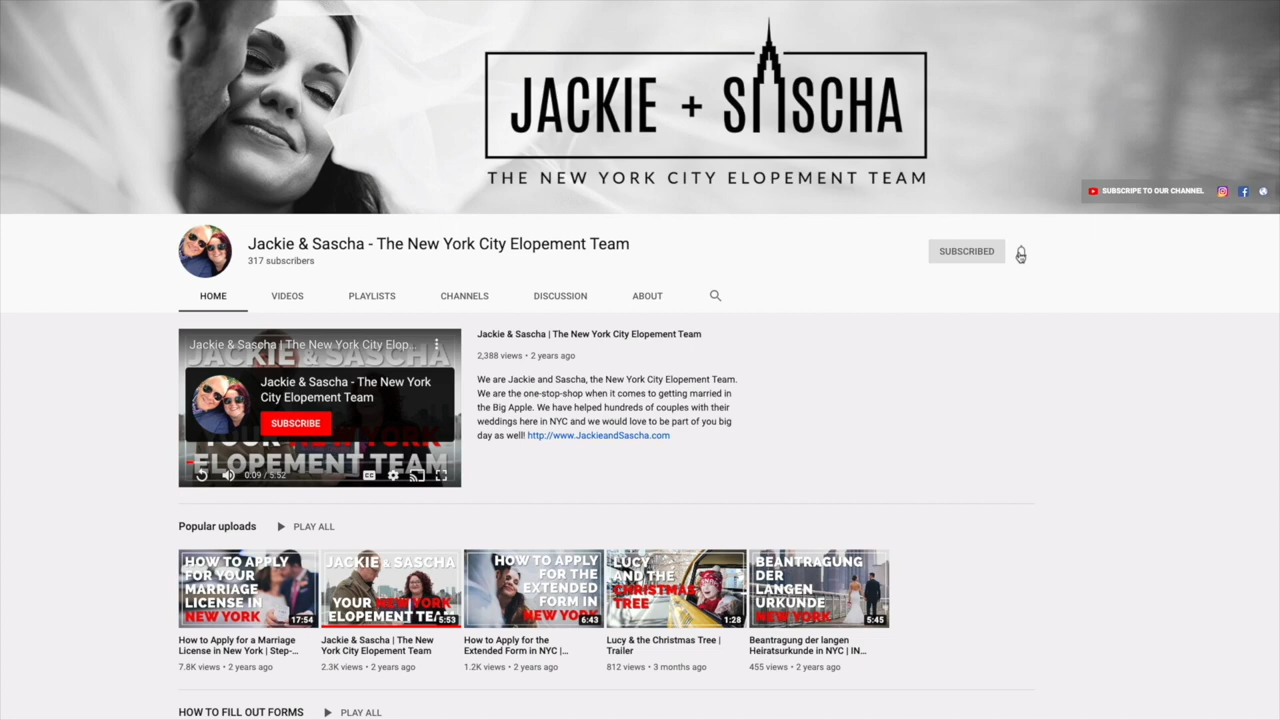 JACKIE + SASCHA
THE NEW YORK CITY ELOPEMENT TEAM
SUBSCRIPE TO OUR CHANNEL
Jackie & Sascha - The New York City Elopement Team
317 subscribers
SUBSCRIBED
HOME
VIDEOS
PLAYLISTS
CHANNELS
DISCUSSION
ABOUT
Jackie & Sascha | The New York City Elop...
JACKIE & SASCHA
Jackie & Sascha - The New York
City Elopement Team
SUBSCRIBE
YOUR NEW YORK
ELOPEMENT TEAM
0:09 / 5:52
CC
Jackie & Sascha | The New York City Elopement Team
2,388 views • 2 years ago
We are Jackie and Sascha, the New York City Elopement Team.
We are the one-stop-shop when it comes to getting married in
the Big Apple. We have helped hundreds of couples with their
weddings here in NYC and we would love to be part of you big
day as well! http://www.JackieandSascha.com
Popular uploads
PLAY ALL
HOW TO APPLY
FOR YOUR
MARRIAGE
LICENSE IN
NEW YORK
17:54
How to Apply for a Marriage
License in New York | Step-...
7.8K views • 2 years ago
JACKIE & SASCHA
YOUR NEW YORK
ELOPEMENT TEAM
5:53
Jackie & Sascha | The New
York City Elopement Team
2.3K views • 2 years ago
HOW TO APPLY
FOR THE
EXTENDED
FORM IN
NEW YORK
6:43
How to Apply for the
Extended Form in NYC |...
1.2K views • 2 years ago
LUCY
AND THE
CHRISTMAS
TREE
1:28
Lucy & the Christmas Tree |
Trailer
812 views • 3 months ago
BEANTRAGUNG
DER
LANGEN
URKUNDE
NEW YORK
5:45
Beantragung der langen
Heiratsurkunde in NYC | IN...
455 views • 2 years ago
HOW TO FILL OUT FORMS
PLAY ALL